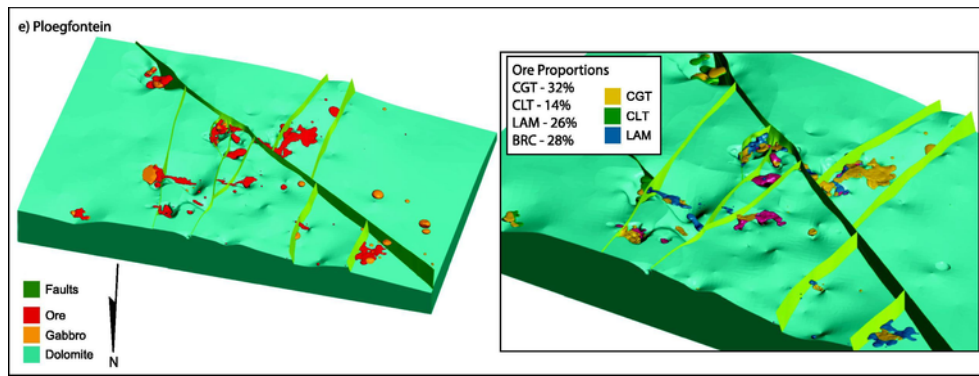 e) Ploegfontein
Faults
Ore
Gabbro
Dolomite
N
Ore Proportions
CGT - 32%
CLT - 14%
LAM - 26%
BRC - 28%
CGT
CLT
LAM